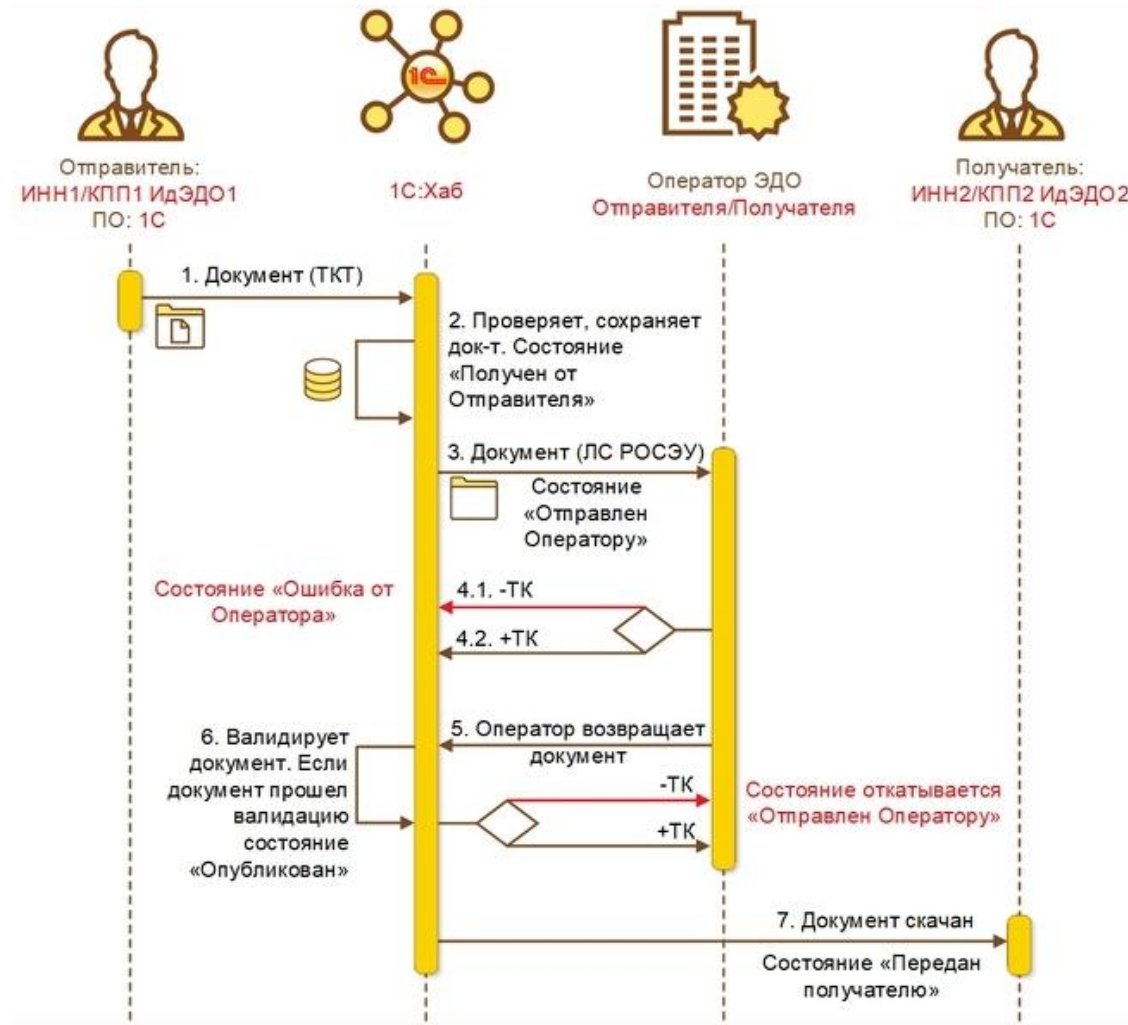 1С
Отправитель:
ИНН1/КПП1 ИдЭДО1
ПО: 1С
1С:Хаб
Оператор ЭДО
Отправителя/Получателя
Получатель:
ИНН2/КПП2 ИдЭДО2
ПО: 1С
1. Документ (ТКТ)
2. Проверяет, сохраняет
док-т. Состояние
«Получен от
Отправителя»
3. Документ (ЛС РОСЭУ)
Состояние
«Отправлен
Оператору»
Состояние «Ошибка от
Оператора»
4.1. -ТК
4.2. +ТК
5. Оператор возвращает
документ
6. Валидирует
документ. Если
документ прошел
валидацию
состояние
«Опубликован»
-ТК
+ТК
Состояние откатывается
«Отправлен Оператору»
7. Документ скачан
Состояние «Передан
получателю»